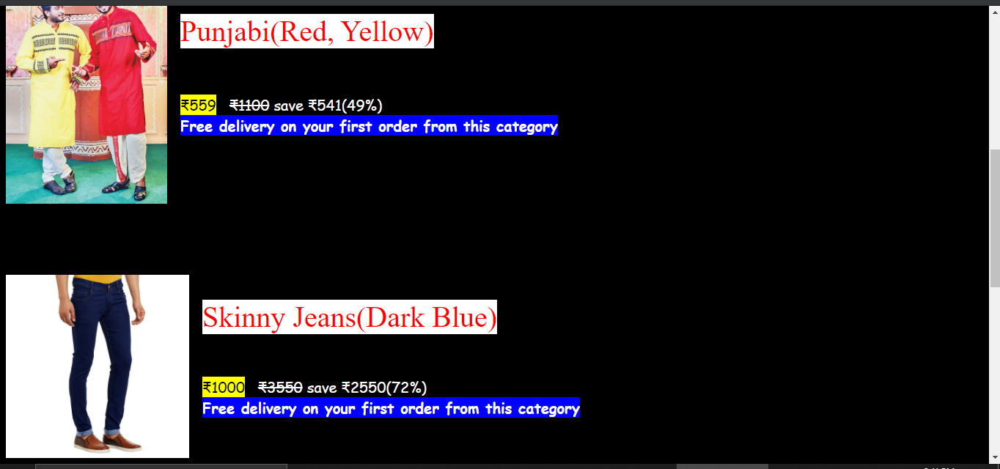 Punjabi(Red, Yellow)
₹559 ₹1100 save ₹541(49%)
Free delivery on your first order from this category
Skinny Jeans(Dark Blue)
₹1000 ₹3550 save ₹2550(72%)
Free delivery on your first order from this category